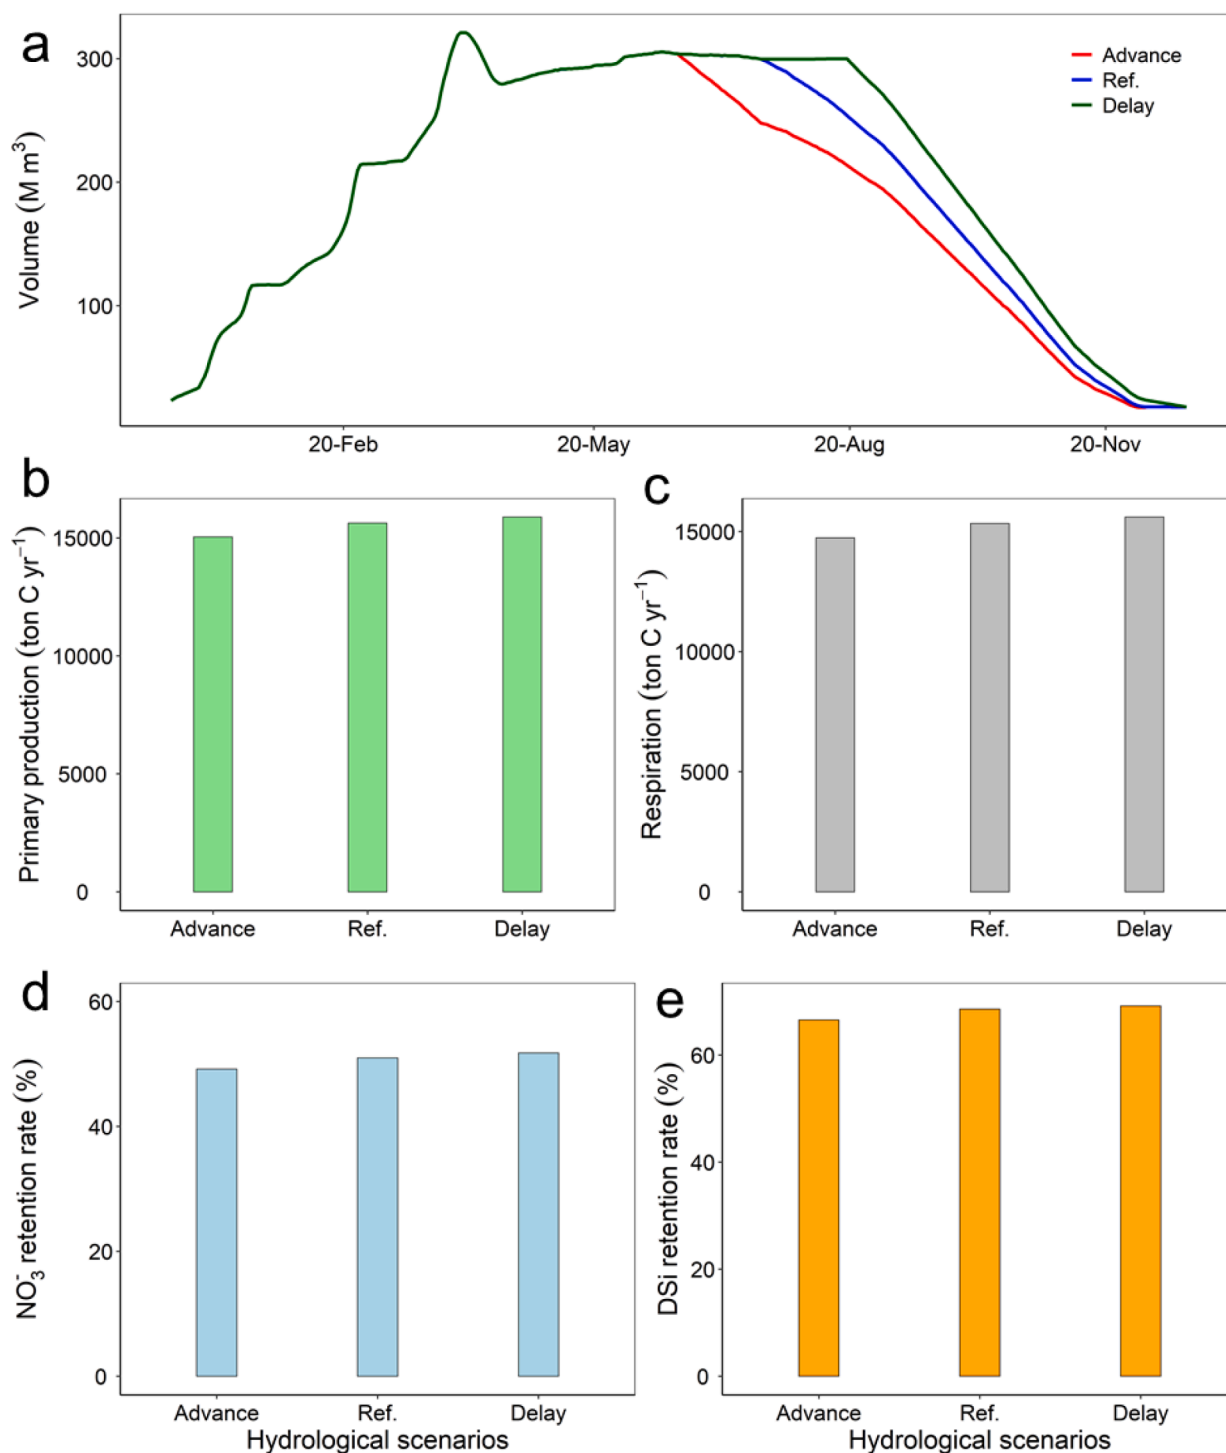 a
Volume (M m³)
300
200
100
Advance
Ref.
Delay
20-Feb
20-May
20-Aug
20-Nov
b
Primary production (ton C yr⁻¹)
15000
10000
5000
0
Advance
Ref.
Delay
c
Respiration (ton C yr⁻¹)
15000
10000
5000
0
Advance
Ref.
Delay
d
NO₃⁻ retention rate (%)
60
40
20
0
Advance
Ref.
Delay
Hydrological scenarios
e
DSi retention rate (%)
60
40
20
0
Advance
Ref.
Delay
Hydrological scenarios